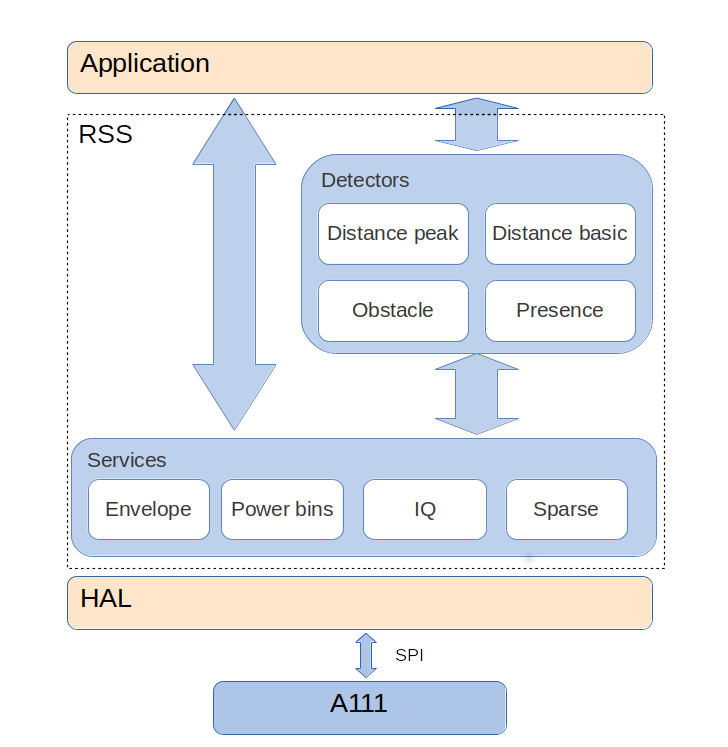 Application
RSS
Detectors
Distance peak
Distance basic
Obstacle
Presence
Services
Envelope
Power bins
IQ
Sparse
HAL
SPI
A111